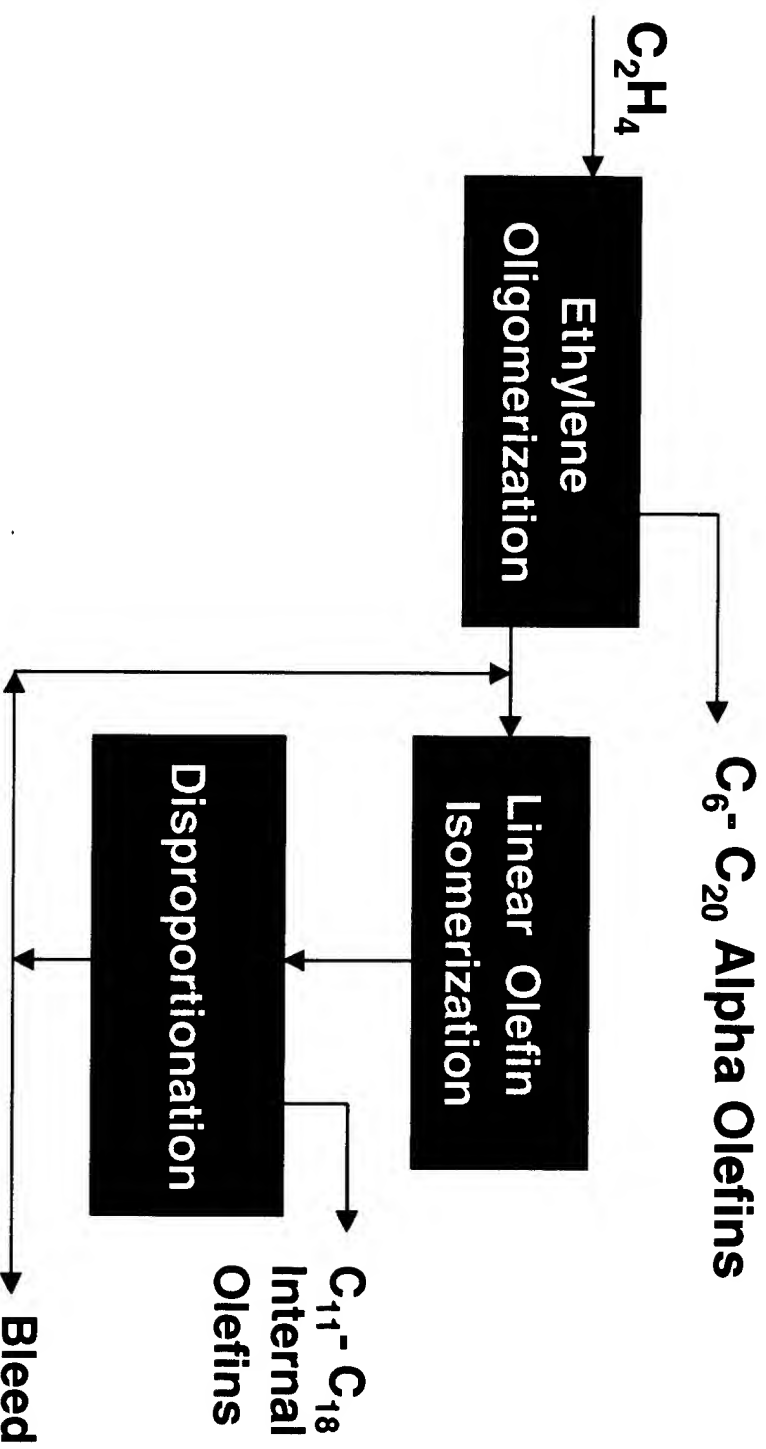 C₂H₄
Ethylene
Oligomerization
C₆- C₂₀ Alpha Olefins
Linear Olefin
Isomerization
Disproportionation
C₁₁- C₁₈
Internal
Olefins
Bleed